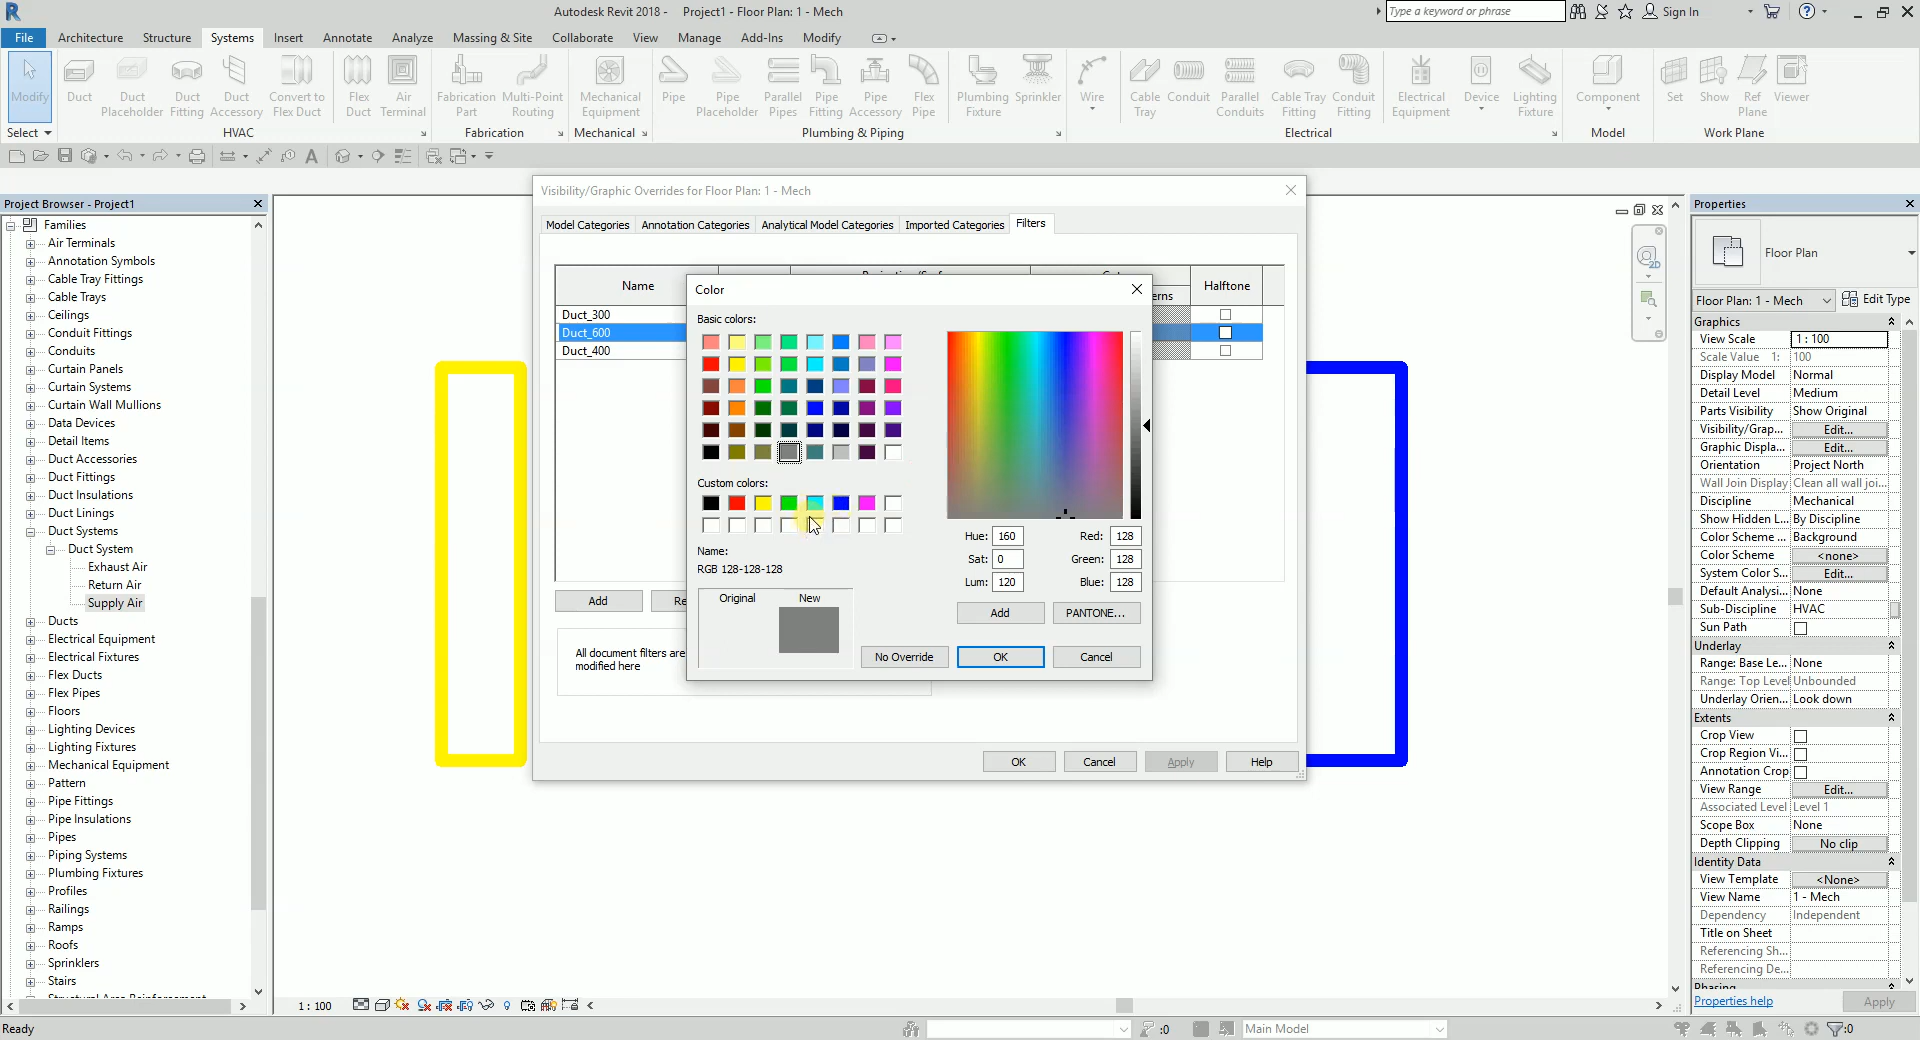 Autodesk Revit 2018 - Project1 - Floor Plan: 1 - Mech
Type a keyword or phrase
Sign In
File Architecture Structure Systems Insert Annotate Analyze Massing & Site Collaborate View Manage Add-Ins Modify
Modify
Duct
Duct Placeholder
Duct Fitting
Duct Accessory
Convert to Flex Duct
Flex Duct
Air Terminal
Fabrication Part
Multi-Point Routing
Mechanical Equipment
Pipe
Pipe Placeholder
Parallel Pipes
Pipe Fitting
Pipe Accessory
Flex Pipe
Plumbing Fixture
Sprinkler
Wire
Cable Tray
Conduit
Parallel Conduits
Cable Tray Fitting
Conduit Fitting
Electrical Equipment
Device
Lighting Fixture
Component
Set
Show
Ref Plane
Viewer
Select HVAC Fabrication Mechanical Plumbing & Piping Electrical Model Work Plane
Project Browser - Project1
Families
Air Terminals
Annotation Symbols
Cable Tray Fittings
Cable Trays
Ceilings
Conduit Fittings
Conduits
Curtain Panels
Curtain Systems
Curtain Wall Mullions
Data Devices
Detail Items
Duct Accessories
Duct Fittings
Duct Insulations
Duct Linings
Duct Systems
Duct System
Exhaust Air
Return Air
Supply Air
Ducts
Electrical Equipment
Electrical Fixtures
Flex Ducts
Flex Pipes
Floors
Lighting Devices
Lighting Fixtures
Mechanical Equipment
Pattern
Pipe Fittings
Pipe Insulations
Pipes
Piping Systems
Plumbing Fixtures
Profiles
Railings
Ramps
Roofs
Sprinklers
Stairs
Visibility/Graphic Overrides for Floor Plan: 1 - Mech
Model Categories Annotation Categories Analytical Model Categories Imported Categories Filters
Name
Halftone
Duct_300
Duct_600
Duct_400
Add
All document filters are
modified here
OK Cancel Apply Help
Color
Basic colors:
Custom colors:
Name:
RGB 128-128-128
Original New
Hue: 160 Red: 128
Sat: 0 Green: 128
Lum: 120 Blue: 128
Add PANTONE...
No Override OK Cancel
2D
Properties
Floor Plan
Floor Plan: 1 - Mech Edit Type
Graphics
View Scale 1 : 100
Scale Value 1: 100
Display Model Normal
Detail Level Medium
Parts Visibility Show Original
Visibility/Grap... Edit...
Graphic Displa... Edit...
Orientation Project North
Wall Join Display Clean all wall joi...
Discipline Mechanical
Show Hidden L... By Discipline
Color Scheme ... Background
Color Scheme <none>
System Color S... Edit...
Default Analysi... None
Sub-Discipline HVAC
Sun Path
Underlay
Range: Base Le... None
Range: Top Level Unbounded
Underlay Orien... Look down
Extents
Crop View
Crop Region Vi...
Annotation Crop
View Range Edit...
Associated Level Level 1
Scope Box None
Depth Clipping No clip
Identity Data
View Template <None>
View Name 1 - Mech
Dependency Independent
Title on Sheet
Referencing Sh...
Referencing De...
Properties help Apply
1 : 100
Ready
:0
Main Model
:0